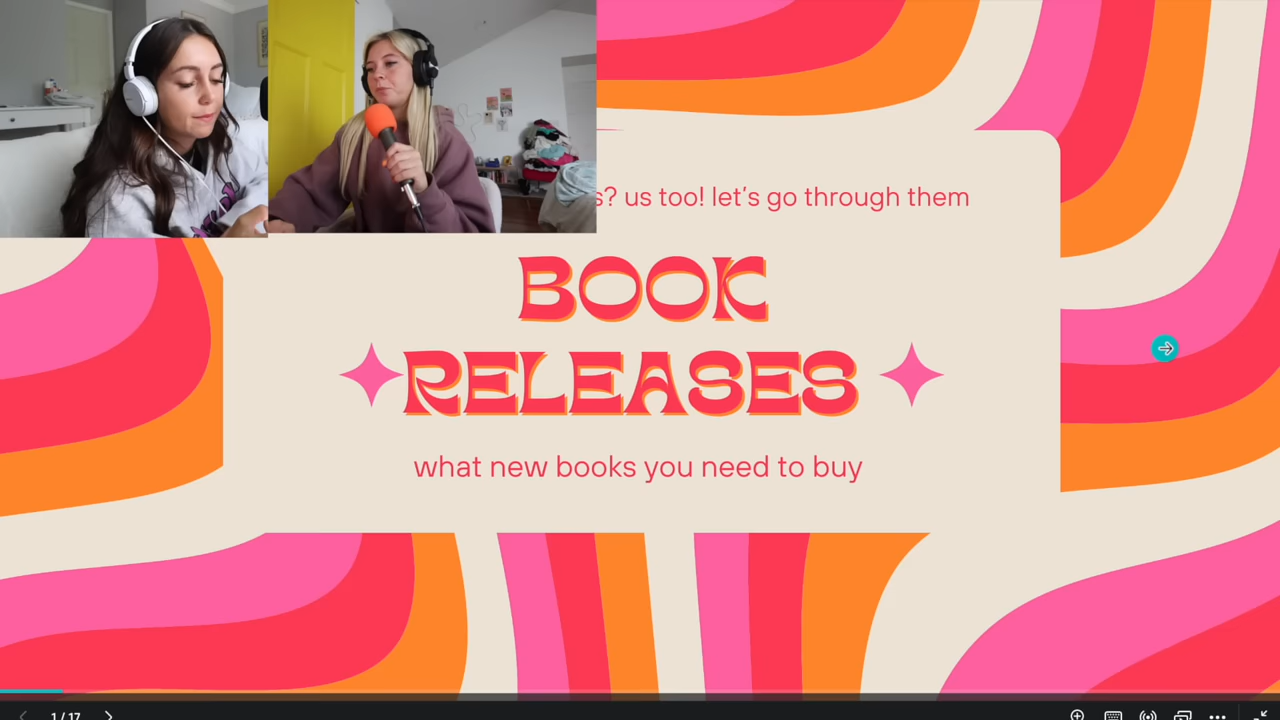 ? us too! let's go through them
BOOK
RELEASES
what new books you need to buy
1 / 17